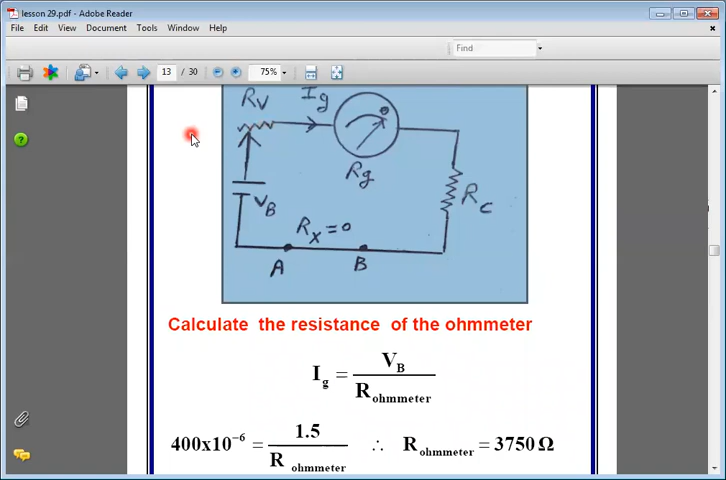 lesson 29.pdf - Adobe Reader
File Edit View Document Tools Window Help
Find
13 / 30 75%
RV Ig
Rg
VB
RC
RX = 0
A B
Calculate the resistance of the ohmmeter
Ig = VB / Rohmmeter
400x10⁻⁶ = 1.5 / R ohmmeter ∴ Rohmmeter = 3750 Ω